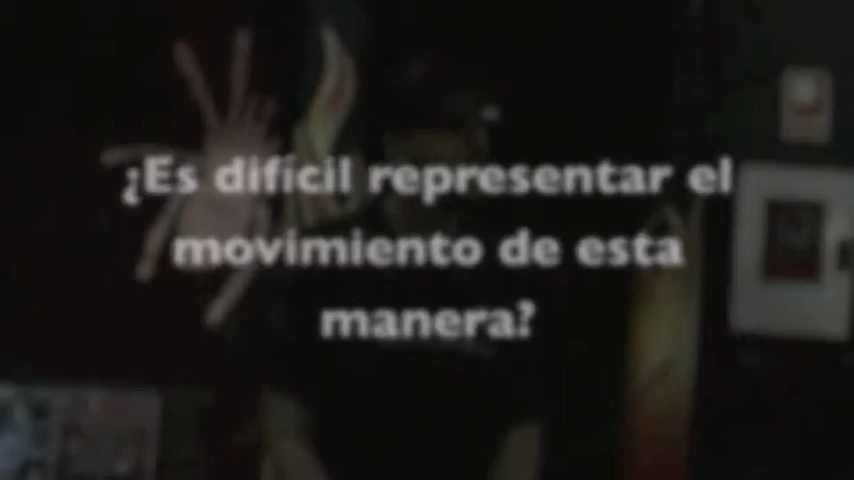 ¿Es difícil representar el
movimiento de esta
manera?